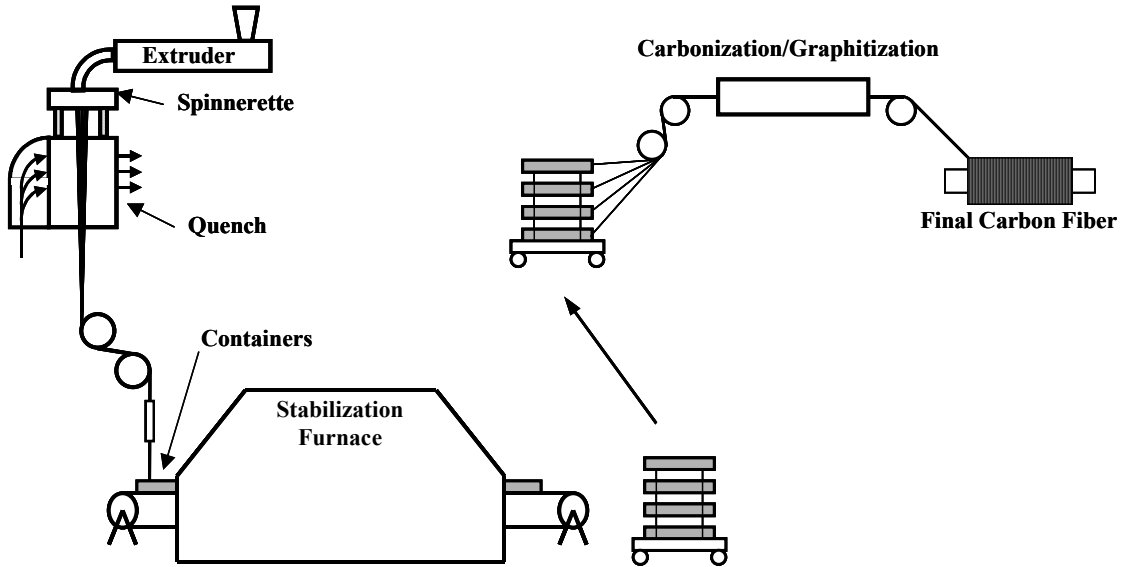 Extruder
Carbonization/Graphitization
Spinnerette
Quench
Final Carbon Fiber
Containers
Stabilization
Furnace